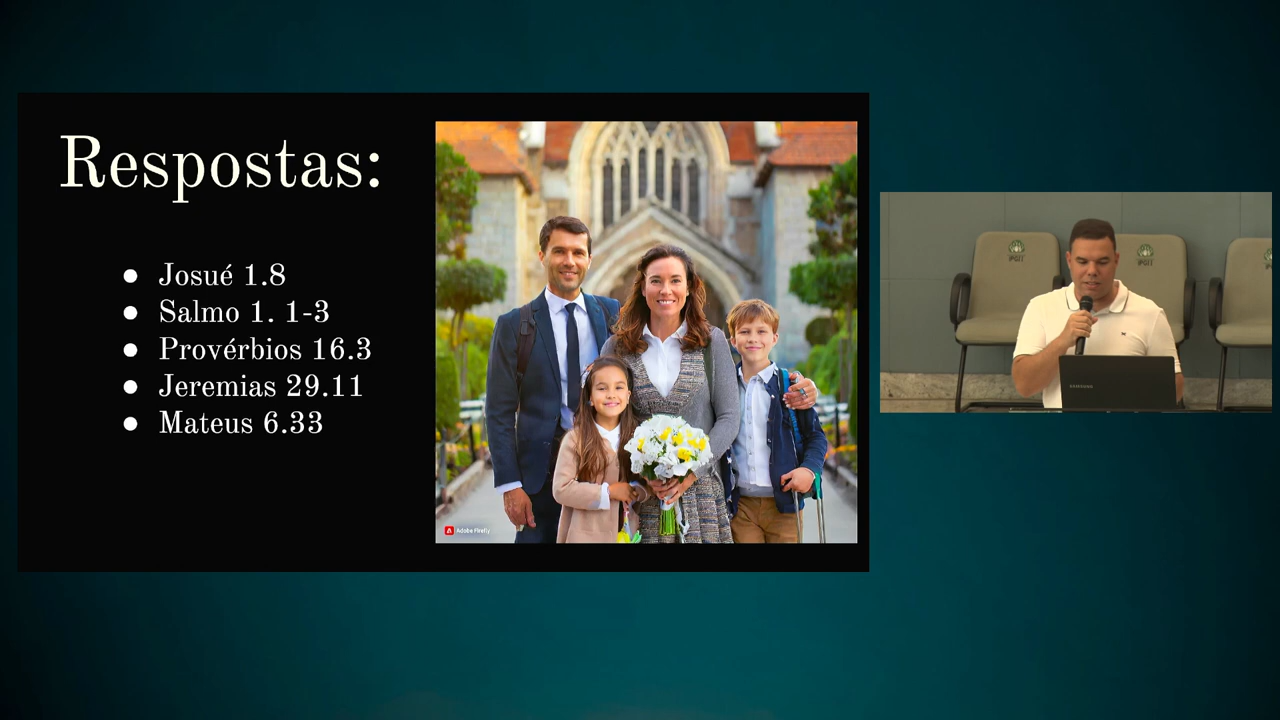 Respostas:
● Josué 1.8
● Salmo 1. 1-3
● Provérbios 16.3
● Jeremias 29.11
● Mateus 6.33
Adobe Firefly
SAMSUNG